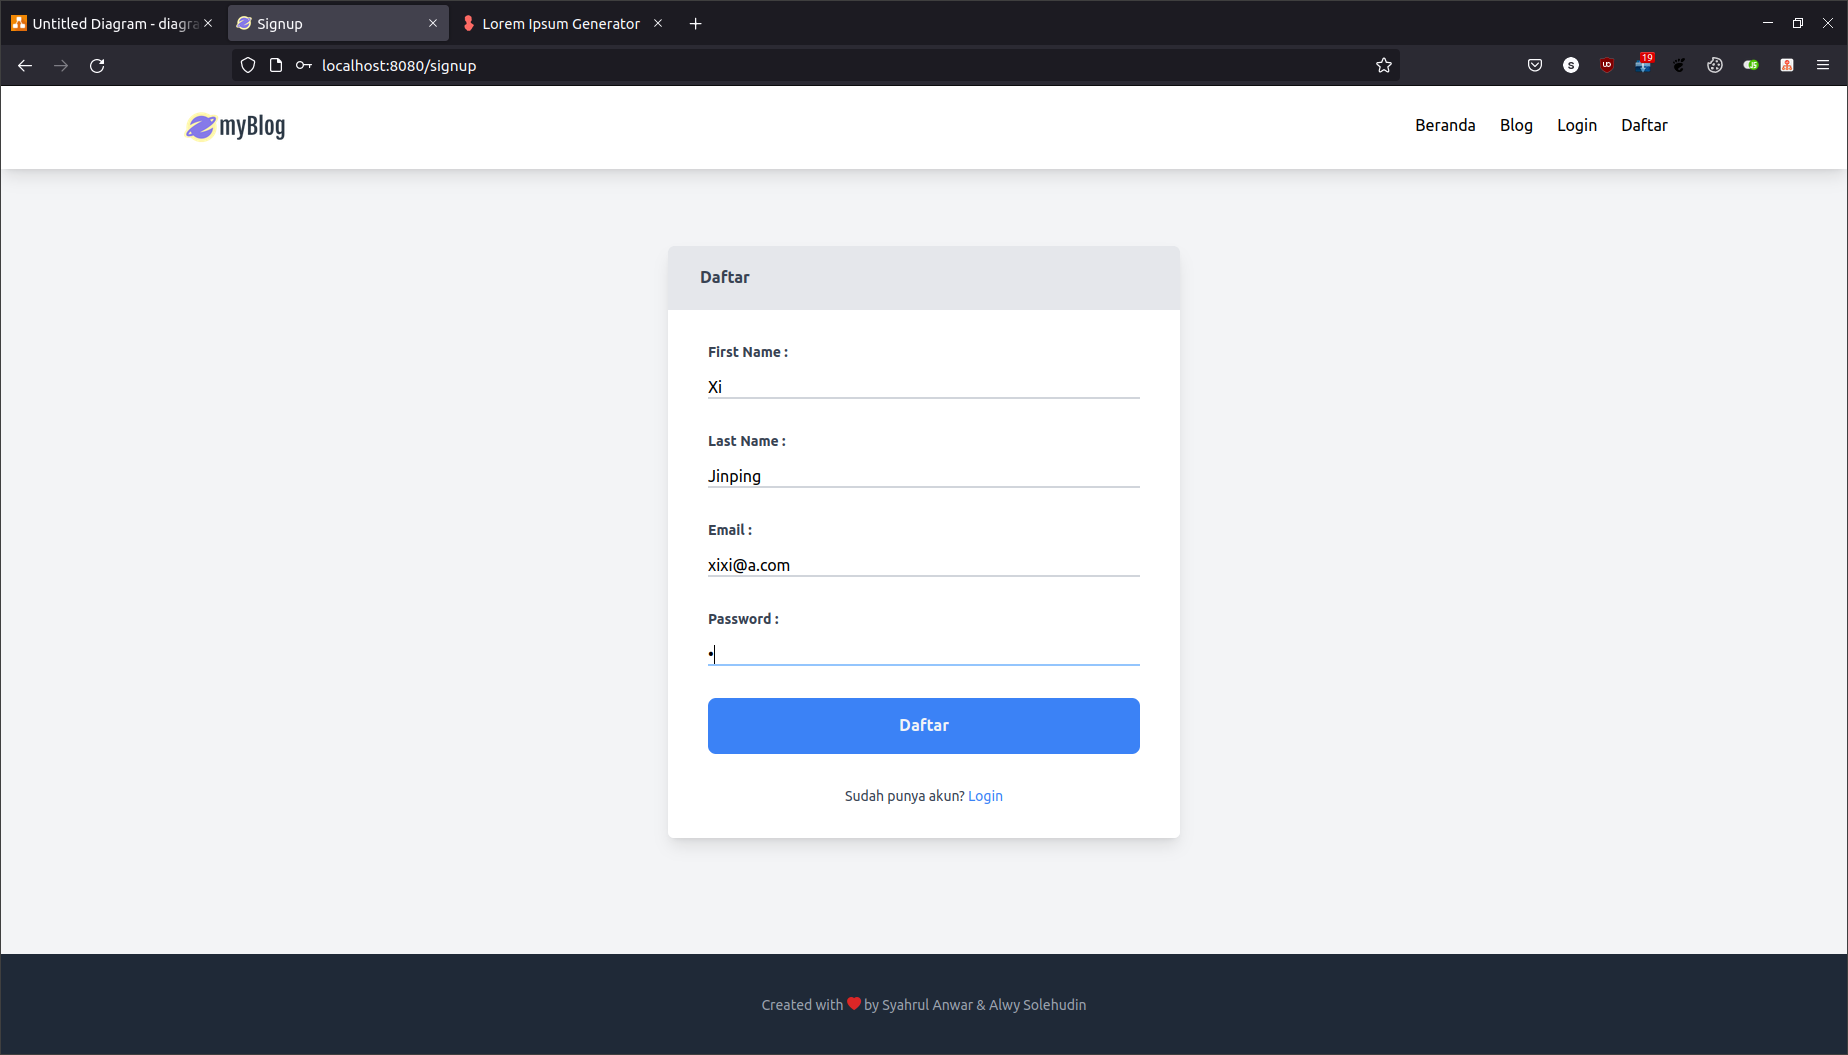 Untitled Diagram - diagra
Signup
Lorem Ipsum Generator
localhost:8080/signup
19
myBlog
Beranda
Blog
Login
Daftar
Daftar
First Name :
Xi
Last Name :
Jinping
Email :
xixi@a.com
Password :
•
Daftar
Sudah punya akun? Login
Created with ❤ by Syahrul Anwar & Alwy Solehudin